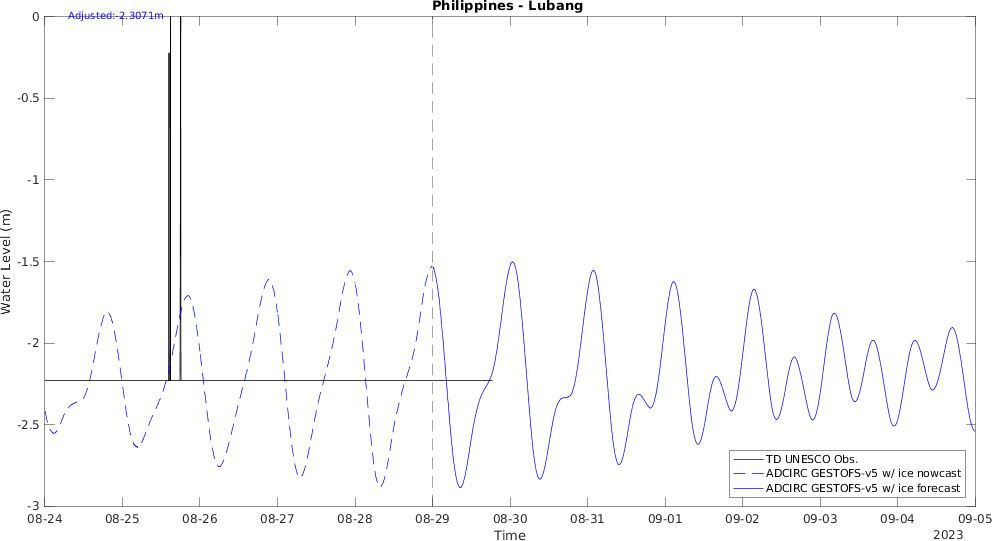 Philippines - Lubang
Adjusted:-2.3071m
0
-0.5
-1
-1.5
-2
-2.5
-3
Water Level (m)
TD UNESCO Obs.
ADCIRC GESTOFS-v5 w/ ice nowcast
ADCIRC GESTOFS-v5 w/ ice forecast
08-24 08-25 08-26 08-27 08-28 08-29 08-30 08-31 09-01 09-02 09-03 09-04 09-05
Time
2023